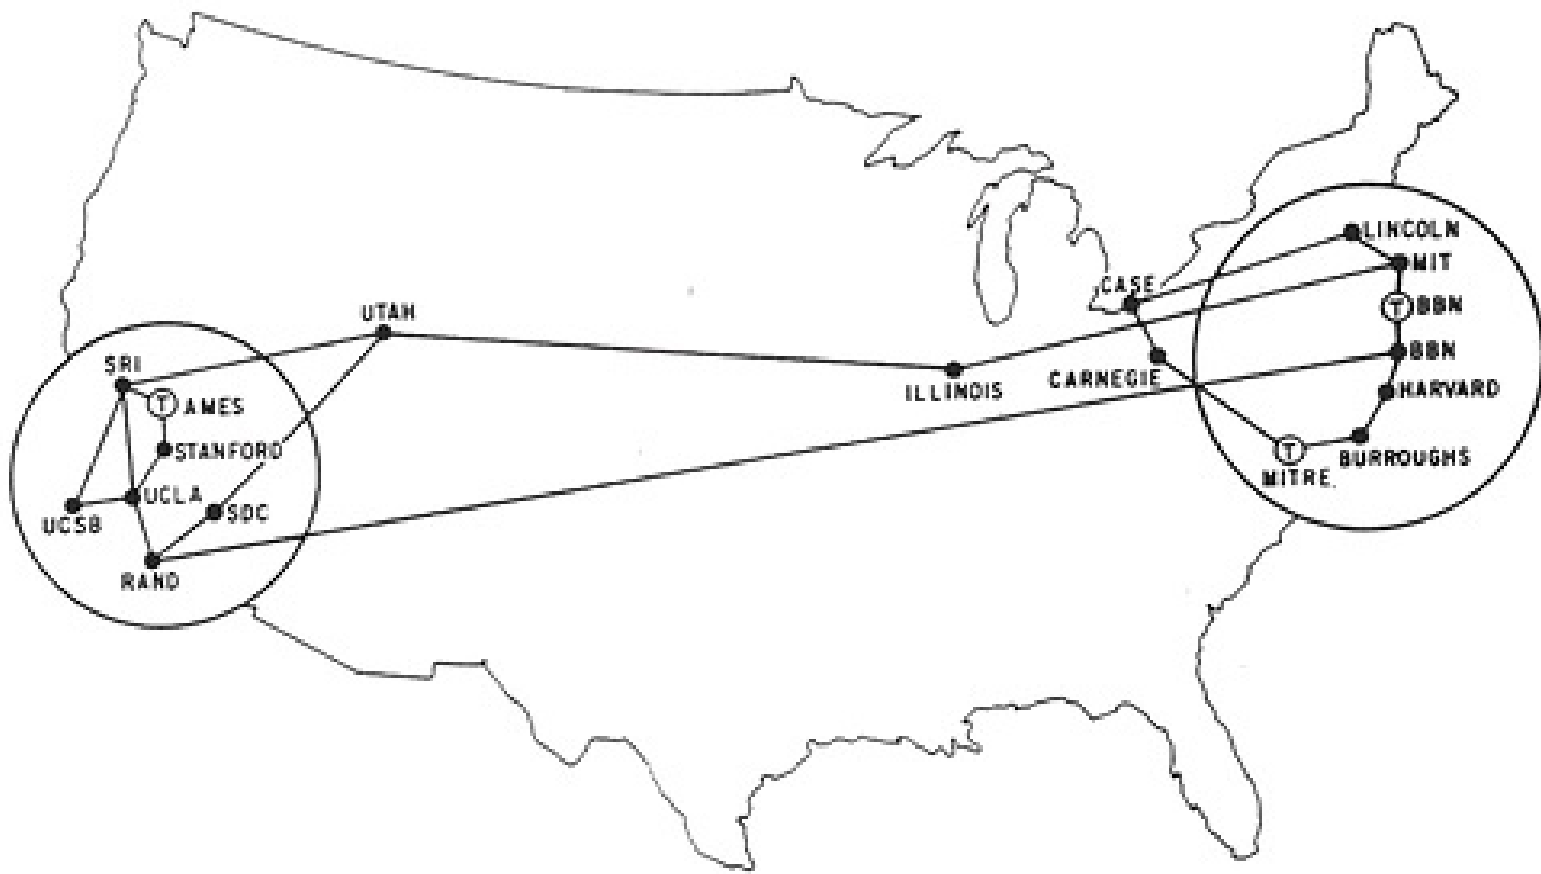 LINCOLN
MIT
CASE
T BBN
UTAH
BBN
SRI
ILLINOIS
CARNEGIE
HARVARD
T AMES
STANFORD
T
BURROUGHS
MITRE.
UCLA
SDC
UCSB
RAND